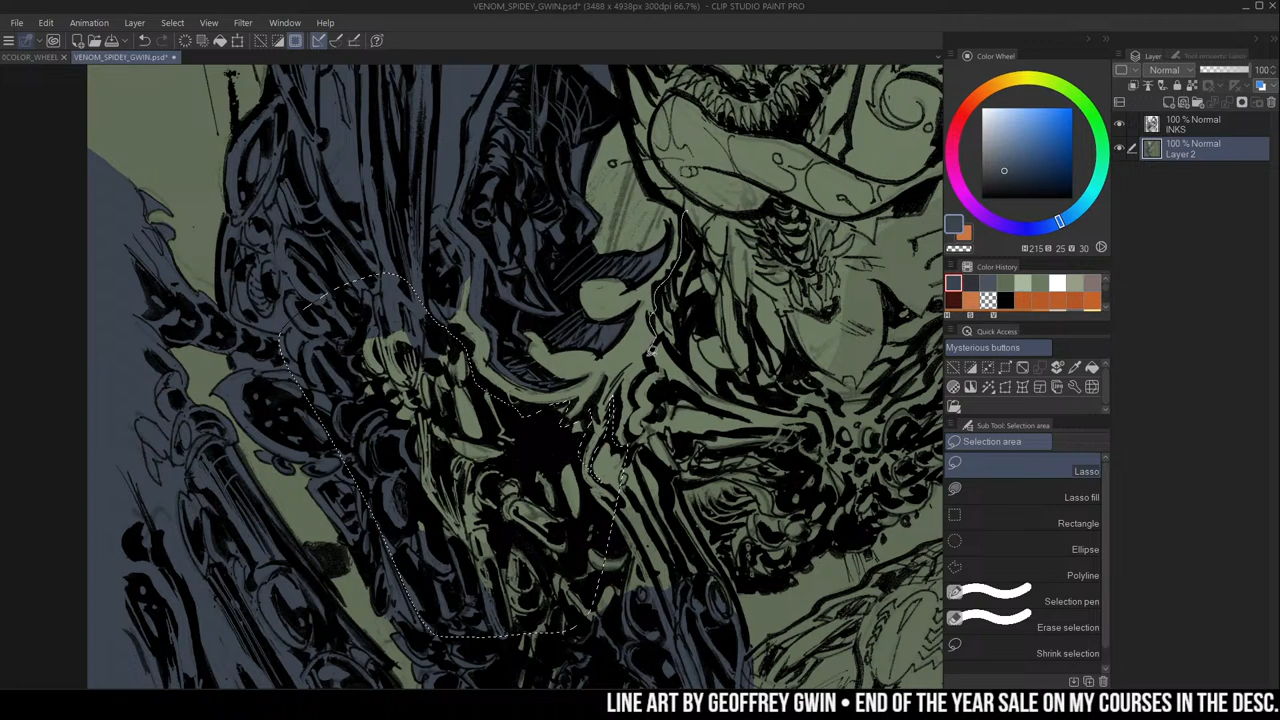 VENOM_SPIDEY_GWIN.psd* (3488 x 4938px 300dpi 66.7%) - CLIP STUDIO PAINT PRO
File Edit Animation Layer Select View Filter Window Help
0COLOR_WHEEL VENOM_SPIDEY_GWIN.psd*
Color Wheel
H 215 S 25 V 30
Color History
H S V
Quick Access
Mysterious buttons
Sub Tool: Selection area
Selection area
Lasso
Lasso fill
Rectangle
Ellipse
Polyline
Selection pen
Erase selection
Shrink selection
Layer
Normal 100
100 % Normal
INKS
100 % Normal
Layer 2
LINE ART BY GEOFFREY GWIN • END OF THE YEAR SALE ON MY COURSES IN THE DESC.